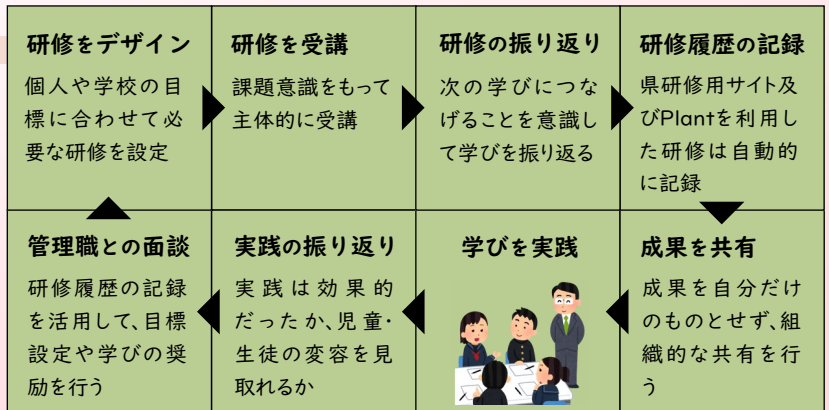 研修をデザイン
個人や学校の目
標に合わせて必
要な研修を設定
研修を受講
課題意識をもって
主体的に受講
研修の振り返り
次の学びにつな
げることを意識し
て学びを振り返る
研修履歴の記録
県研修用サイト及
びPlantを利用し
た研修は自動的
に記録
成果を共有
成果を自分だけ
のものとせず、組
織的な共有を行
う
学びを実践
実践の振り返り
実践は効果的
だったか、児童・
生徒の変容を見
取れるか
管理職との面談
研修履歴の記録
を活用して、目標
設定や学びの奨
励を行う